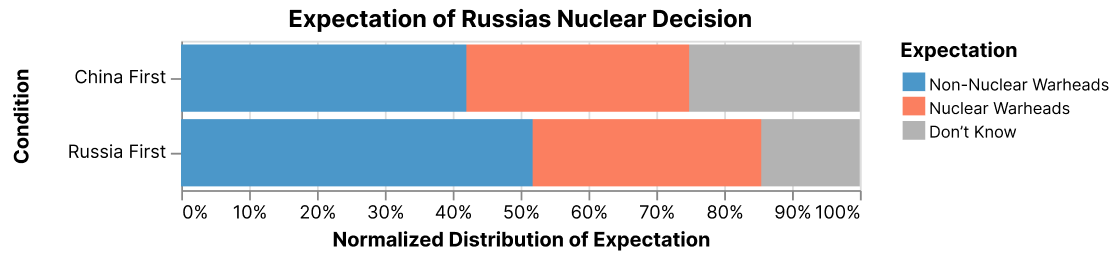 Expectation of Russias Nuclear Decision
Condition
China First
Russia First
0% 10% 20% 30% 40% 50% 60% 70% 80% 90% 100%
Normalized Distribution of Expectation
Expectation
Non-Nuclear Warheads
Nuclear Warheads
Don’t Know